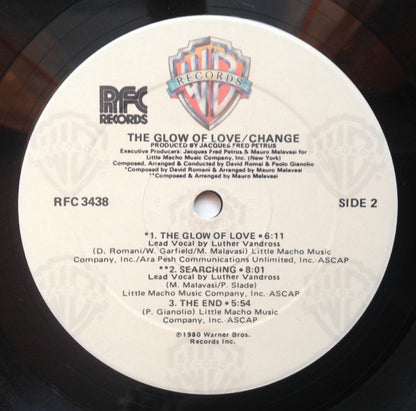 WB
RECORDS
RFC
RECORDS
THE GLOW OF LOVE/CHANGE
PRODUCED BY JACQUES FRED PETRUS
Executive Producers: Jacques Fred Petrus & Mauro Malavasi for
Little Macho Music Company, Inc. (New York)
Composed, Arranged & Conducted by David Romai & Paolo Gianolio
*Composed by David Romani & Mauro Malavasi
**Composed & Arranged by Mauro Malavasi
RFC 3438
SIDE 2
*1. THE GLOW OF LOVE • 6:11
Lead Vocal by Luther Vandross
(D. Romani/W. Garfield/M. Malavasi) Little Macho Music
Company, Inc./Ara Pesh Communications Unlimited, Inc.-ASCAP
**2. SEARCHING • 8:01
Lead Vocal by Luther Vandross
(M. Malavasi/P. Slade)
Little Macho Music Company, Inc. ASCAP
3. THE END • 5:54
(P. Gianolio) Little Macho Music
Company, Inc.-ASCAP
℗1980 Warner Bros.
Records Inc.